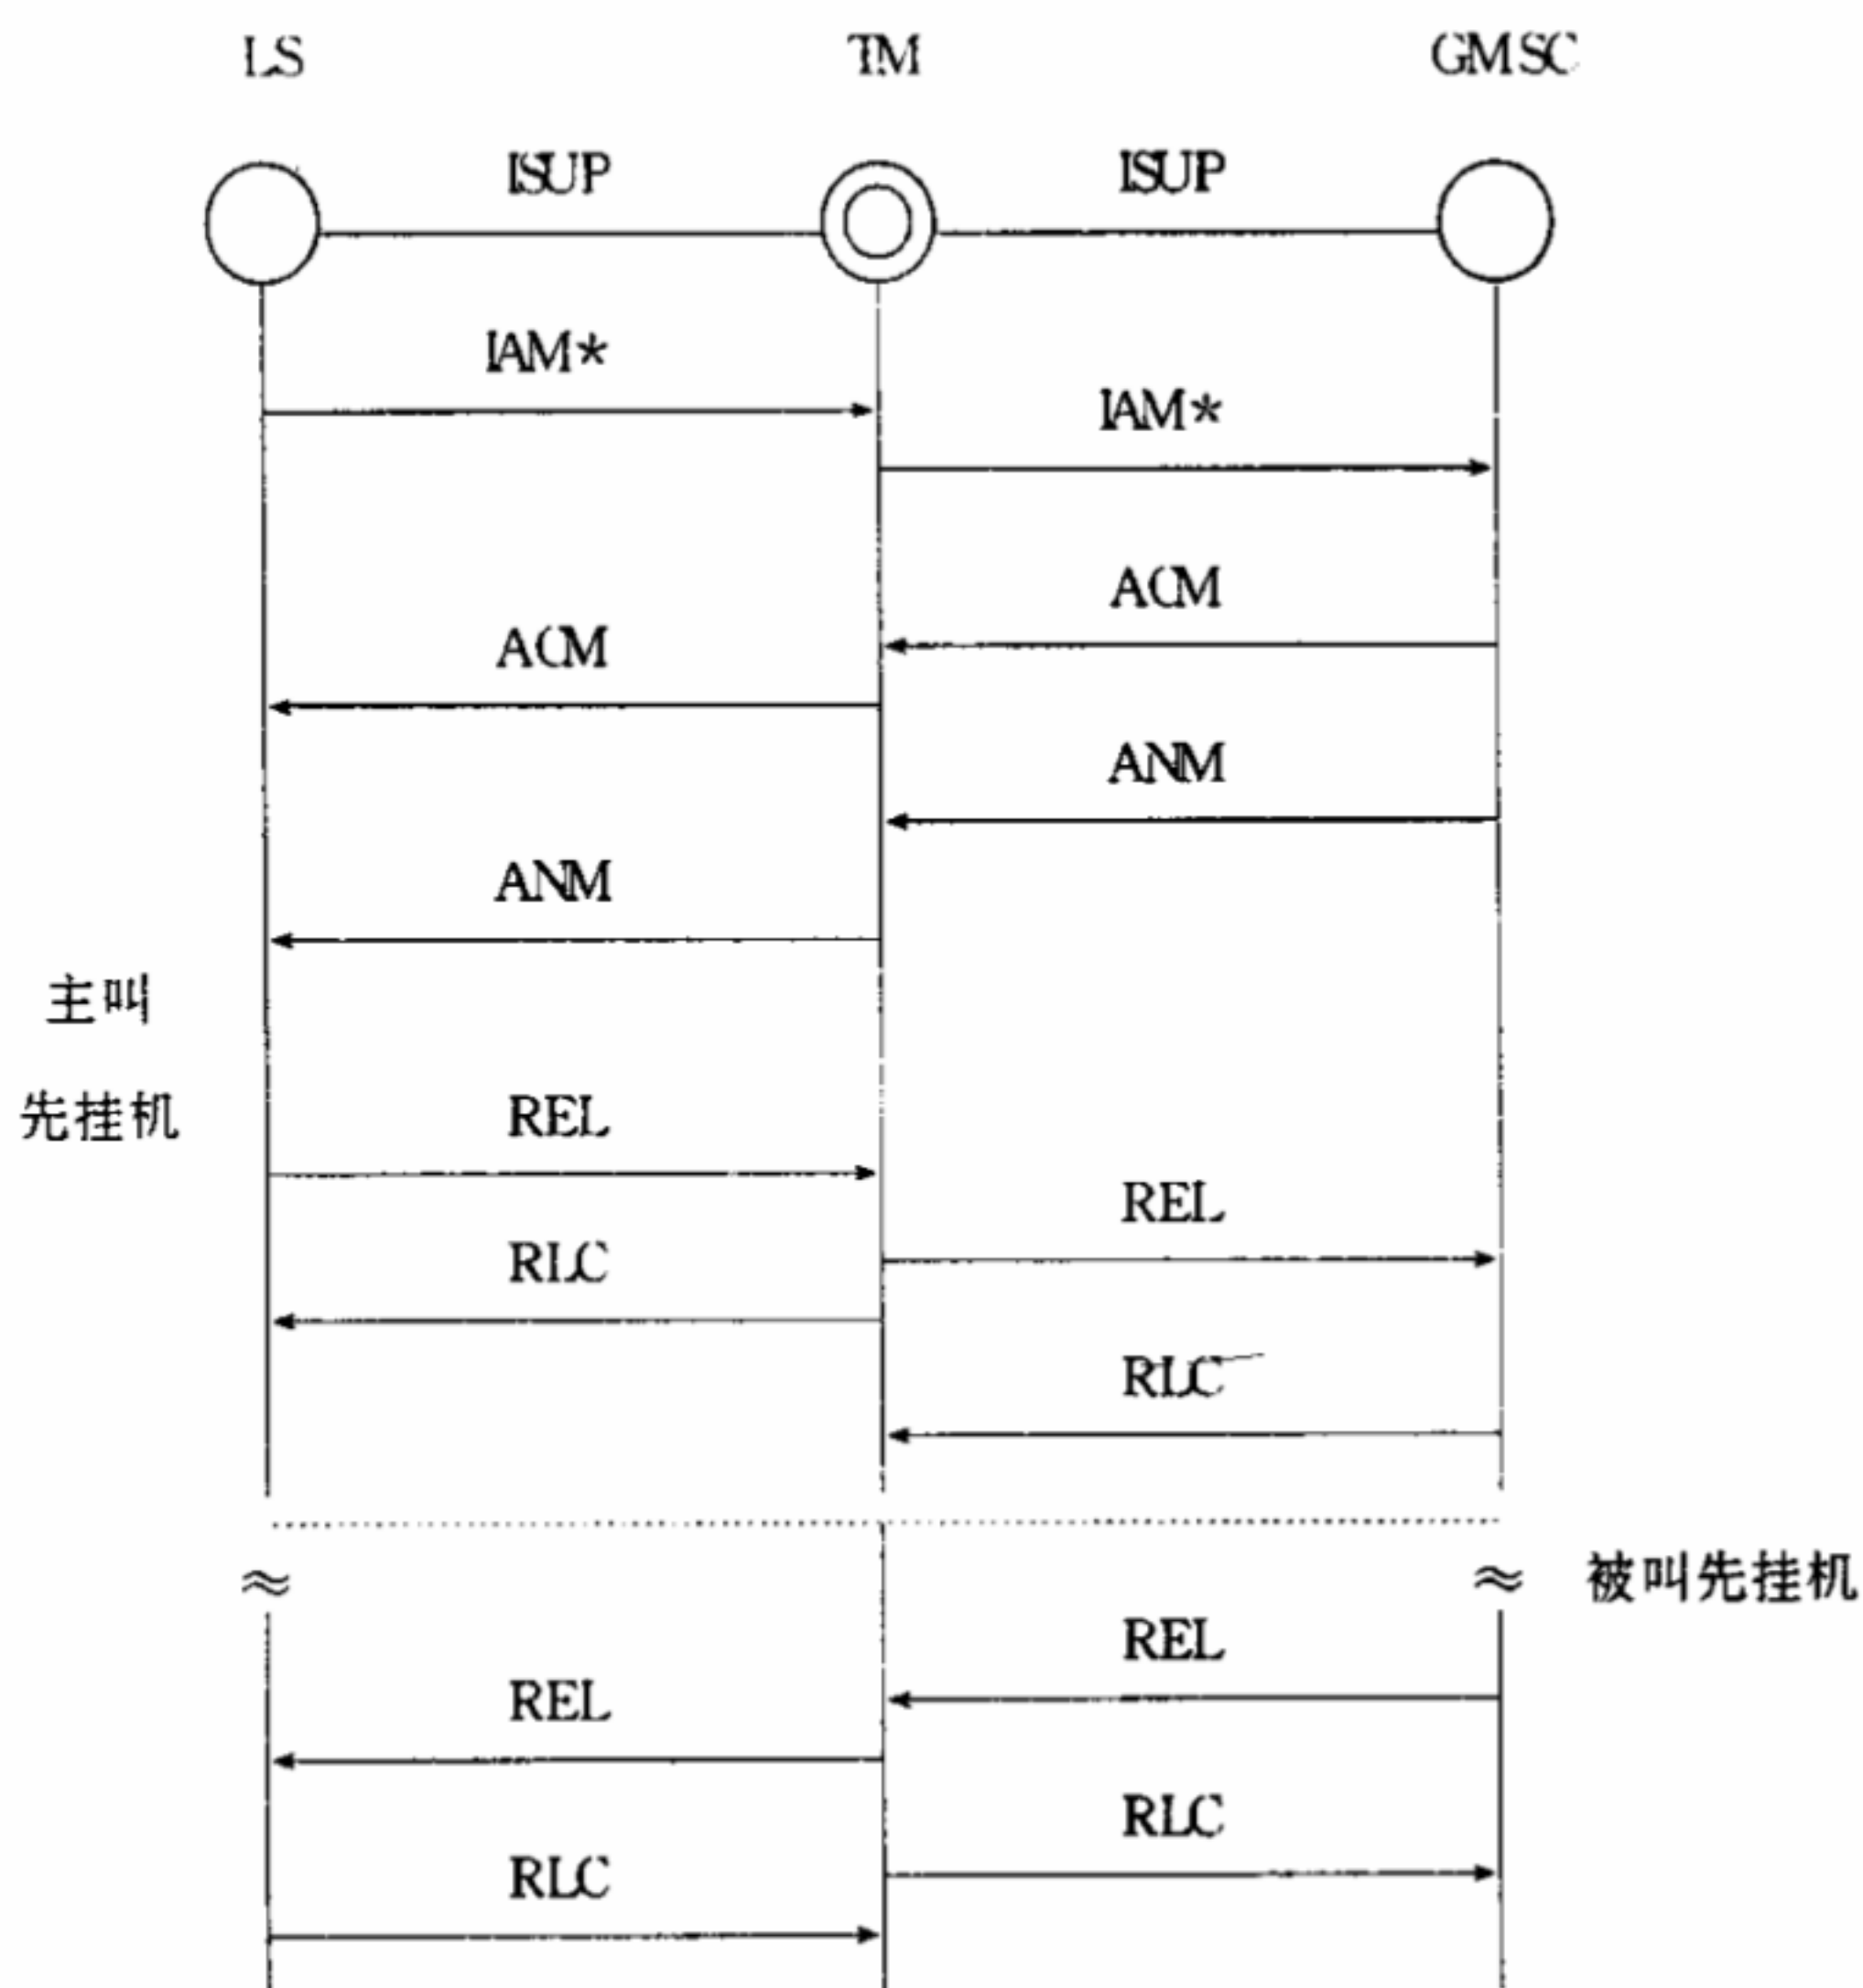 LS TM GMSC
ISUP ISUP
IAM*
IAM*
ACM
ACM
ANM
ANM
主叫
先挂机
REL
REL
RLC
RLC
被叫先挂机
REL
REL
RLC
RLC